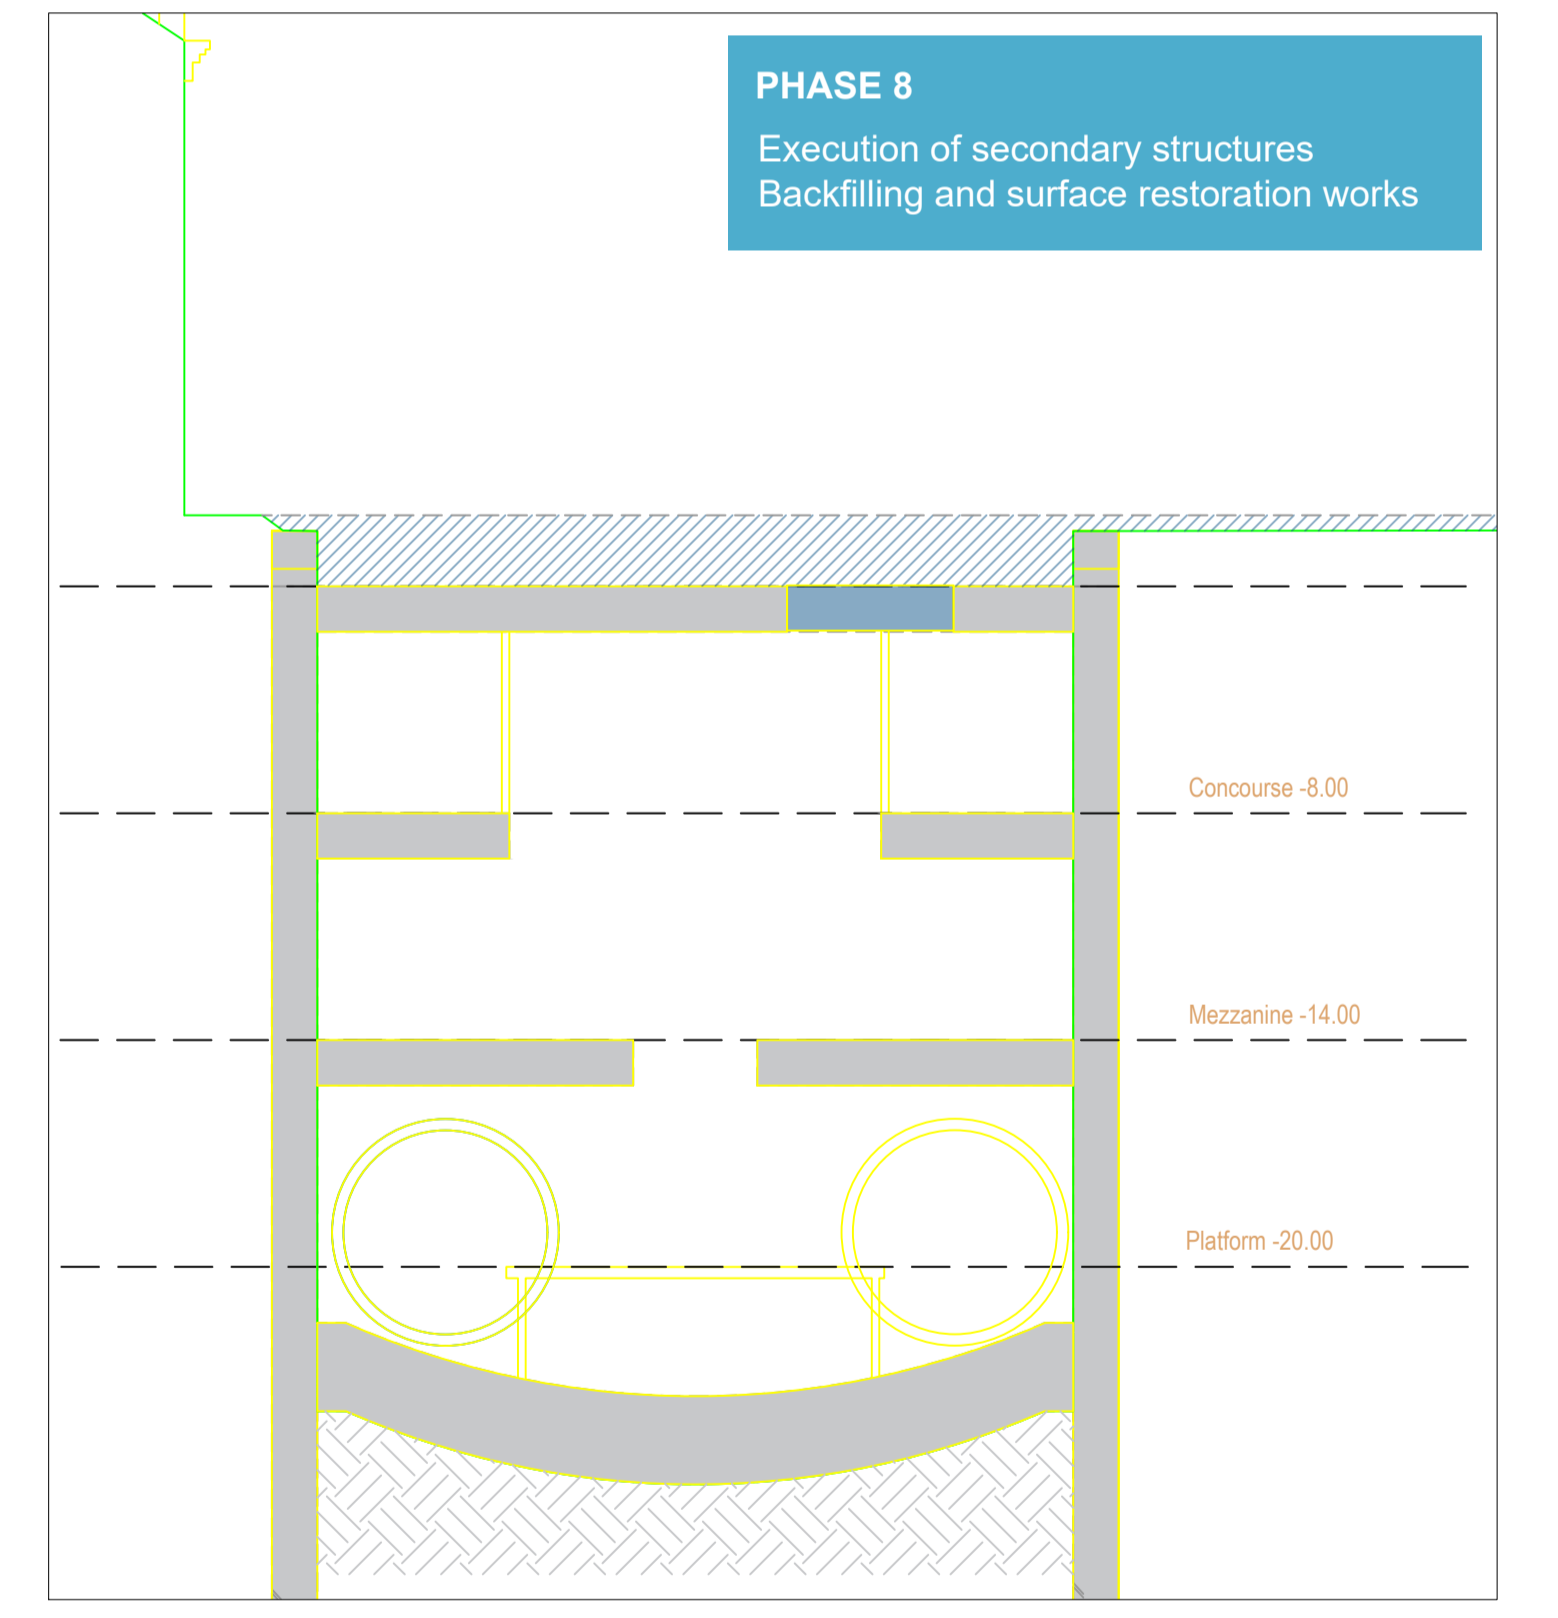 PHASE 8
Execution of secondary structures
Backfilling and surface restoration works
Concourse -8.00
Mezzanine -14.00
Platform -20.00